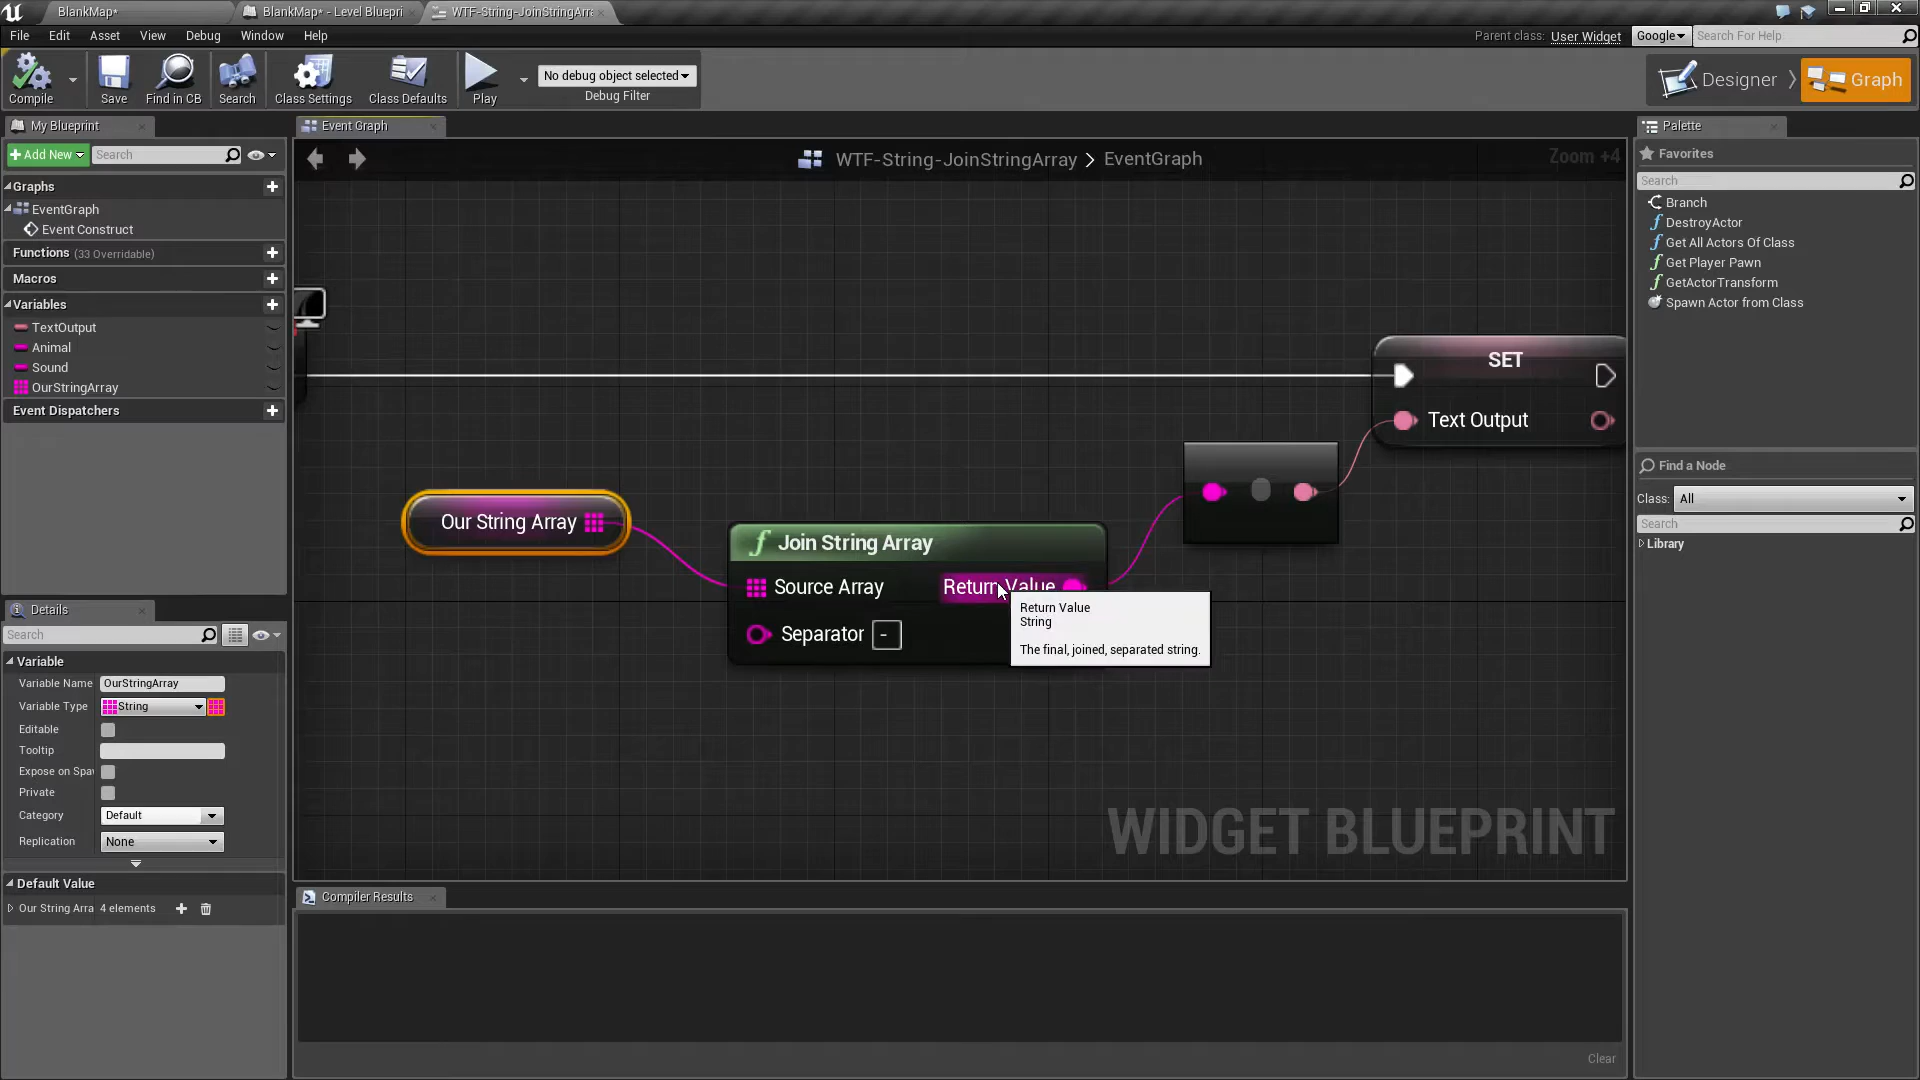 BlankMap*
BlankMap* - Level Bluepri
WTF-String-JoinStringArr
File Edit Asset View Debug Window Help
Parent class: User Widget
Google
Search For Help
Compile
Save
Find in CB
Search
Class Settings
Class Defaults
Play
No debug object selected
Debug Filter
Designer
Graph
My Blueprint
Add New
Search
Graphs
EventGraph
Event Construct
Functions (33 Overridable)
Macros
Variables
TextOutput
Animal
Sound
OurStringArray
Event Dispatchers
Details
Search
Variable
Variable Name OurStringArray
Variable Type String
Editable
Tooltip
Expose on Spa
Private
Category Default
Replication None
Default Value
Our String Arra 4 elements
Event Graph
WTF-String-JoinStringArray > EventGraph
Zoom +4
SET
Text Output
Our String Array
Join String Array
Source Array
Return Value
Separator -
Return Value
String
The final, joined, separated string.
WIDGET BLUEPRINT
Compiler Results
Clear
Palette
Favorites
Search
Branch
DestroyActor
Get All Actors Of Class
Get Player Pawn
GetActorTransform
Spawn Actor from Class
Find a Node
Class: All
Search
Library